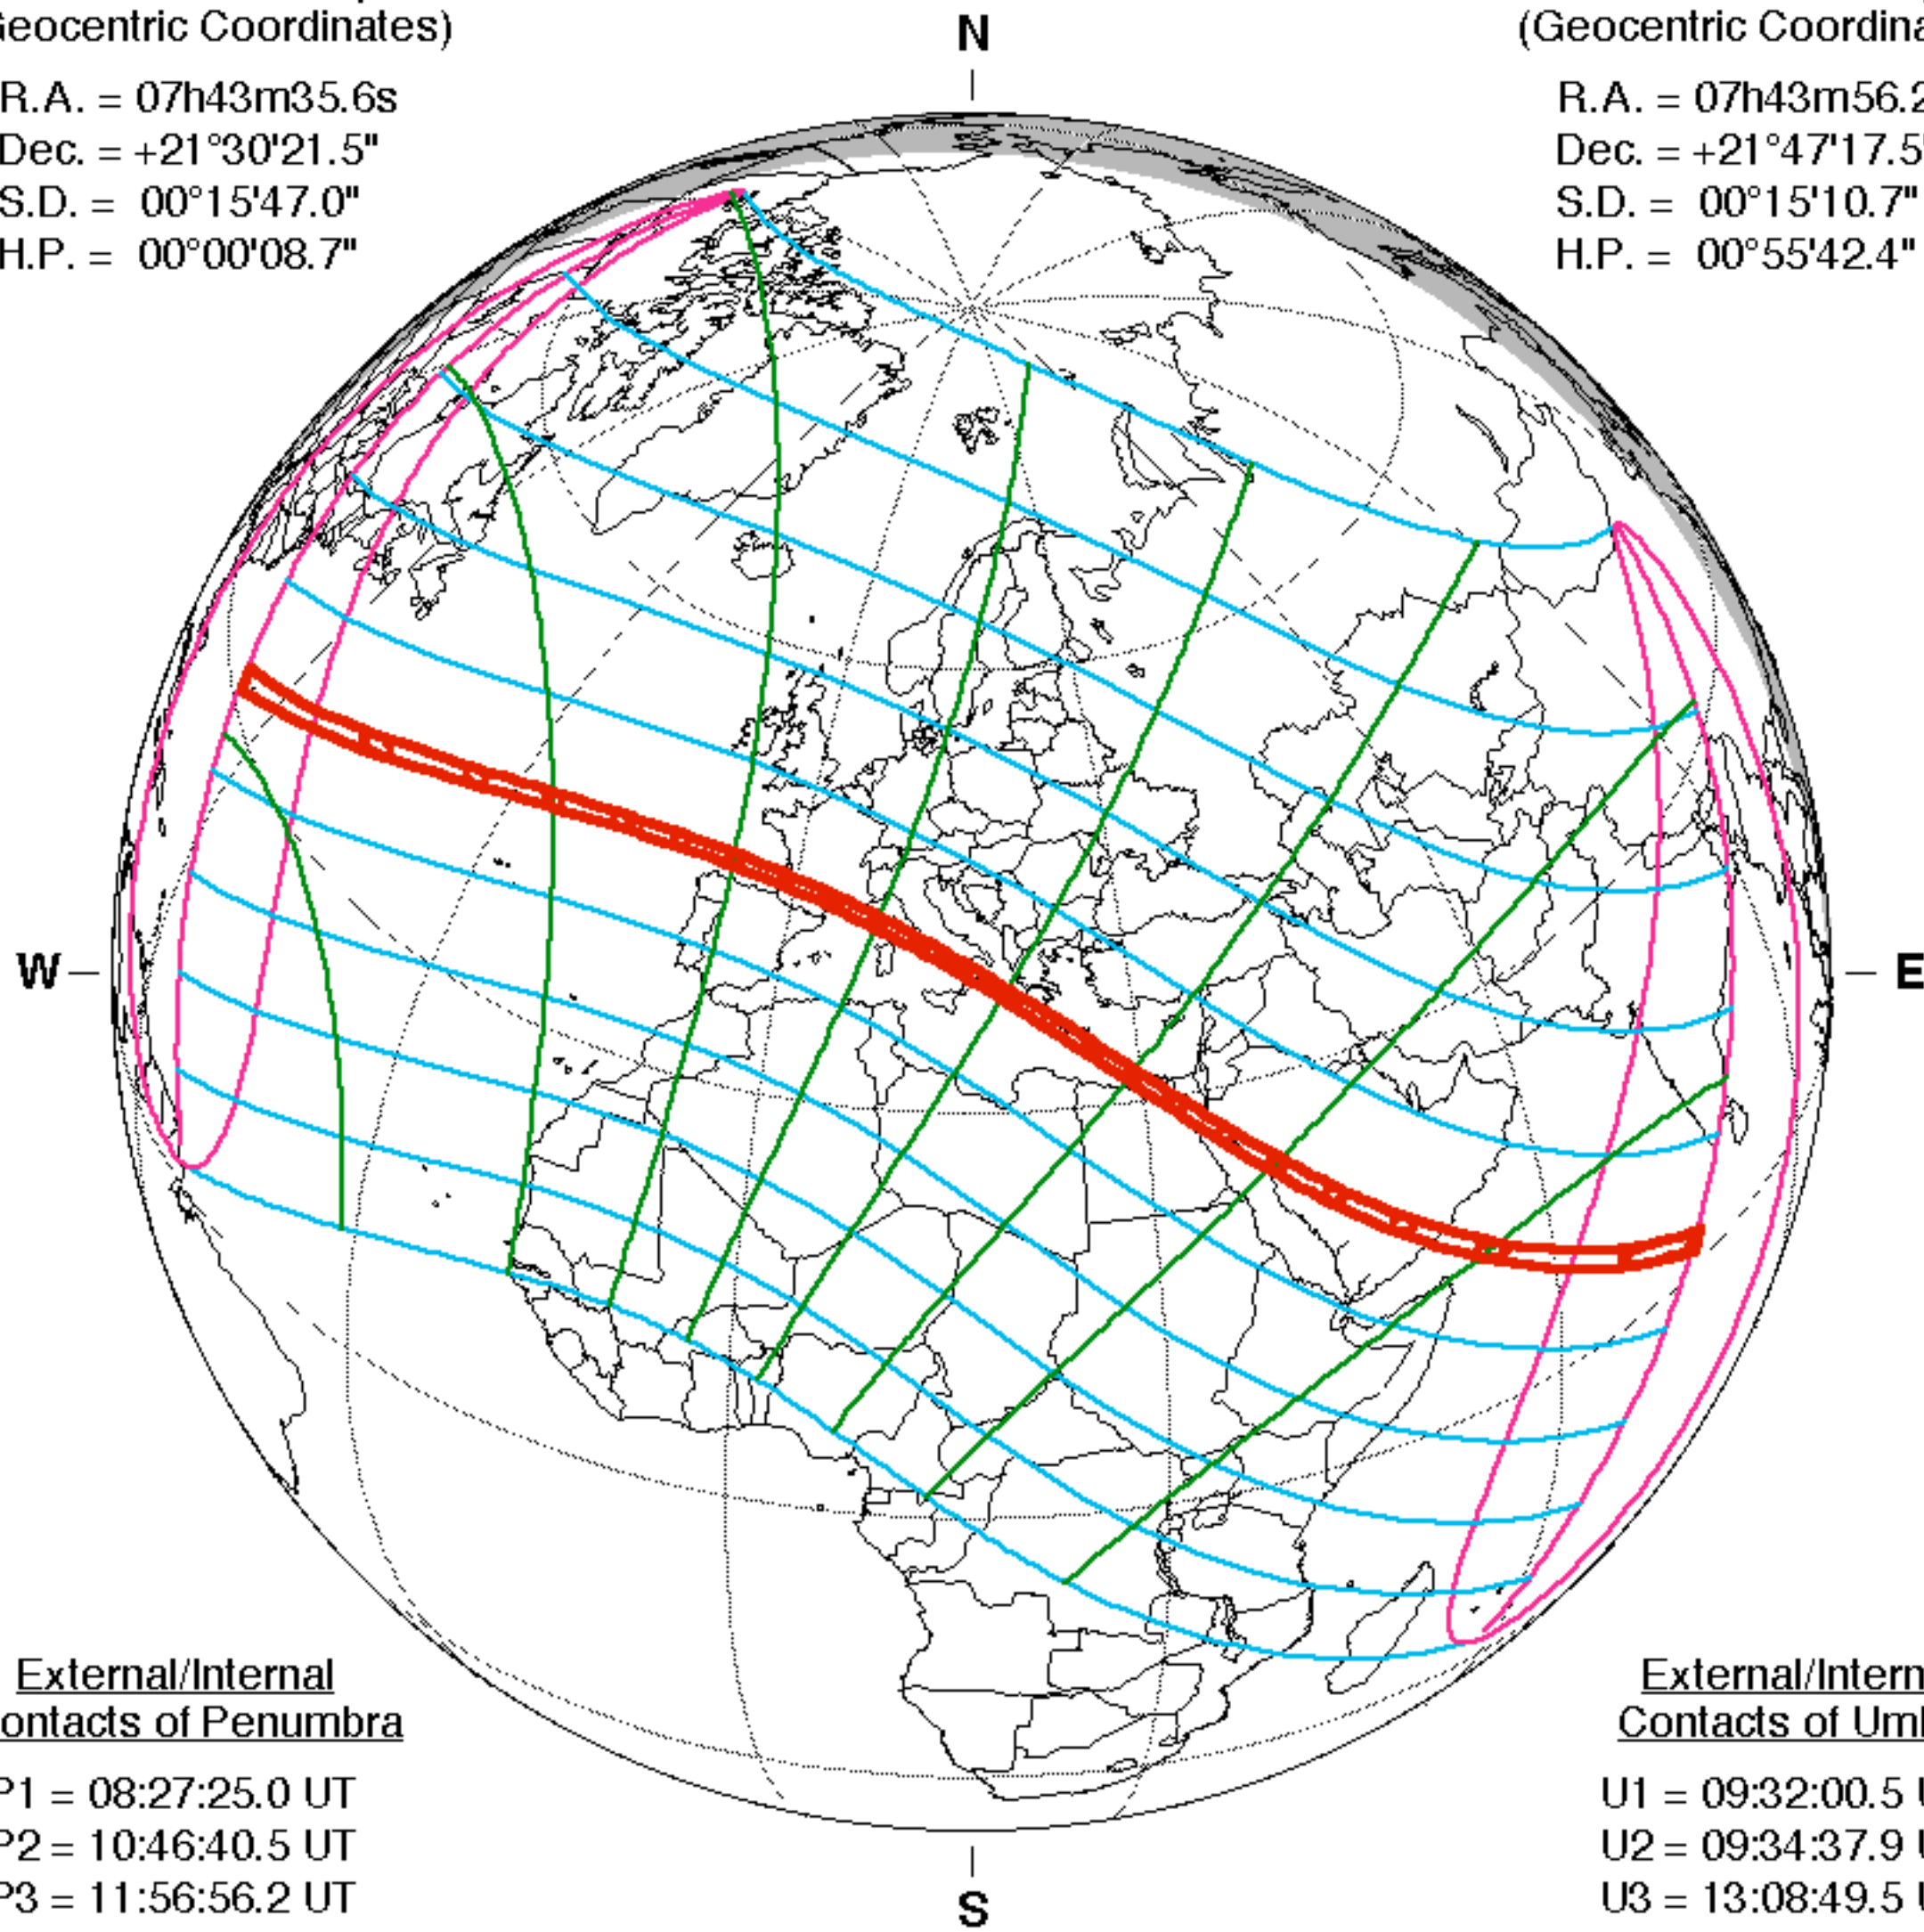 eocentric Coordinates)
R.A. = 07h43m35.6s
Dec. = +21°30'21.5"
S.D. = 00°15'47.0"
H.P. = 00°00'08.7"
N
(Geocentric Coordina
R.A. = 07h43m56.2
Dec. = +21°47'17.5"
S.D. = 00°15'10.7"
H.P. = 00°55'42.4"
W
E
External/Internal
ontacts of Penumbra
P1 = 08:27:25.0 UT
P2 = 10:46:40.5 UT
P3 = 11:56:56.2 UT
S
External/Intern
Contacts of Um
U1 = 09:32:00.5 U
U2 = 09:34:37.9 U
U3 = 13:08:49.5 U